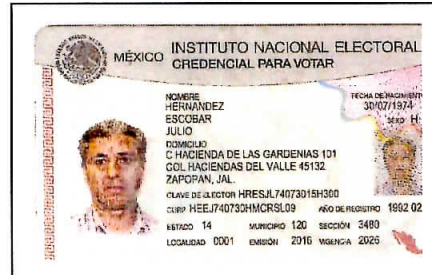 MÉXICO INSTITUTO NACIONAL ELECTORAL
CREDENCIAL PARA VOTAR
NOMBRE
HERNANDEZ
ESCOBAR
JULIO
FECHA DE NACIMIENTO
30/07/1974
SEXO H
DOMICILIO
C HACIENDA DE LAS GARDENIAS 101
COL HACIENDAS DEL VALLE 45132
ZAPOPAN, JAL.
CLAVE DE ELECTOR HRESJL74073015H300
CURP HEEJ740730HMCRSL09 AÑO DE REGISTRO 1992 02
ESTADO 14 MUNICIPIO 120 SECCIÓN 3480
LOCALIDAD 0001 EMISIÓN 2016 VIGENCIA 2026